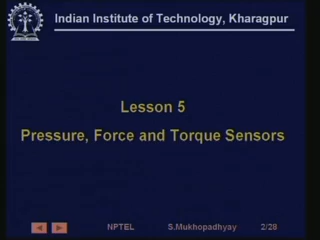 Indian Institute of Technology, Kharagpur
Lesson 5
Pressure, Force and Torque Sensors
NPTEL S.Mukhopadhyay 2/28